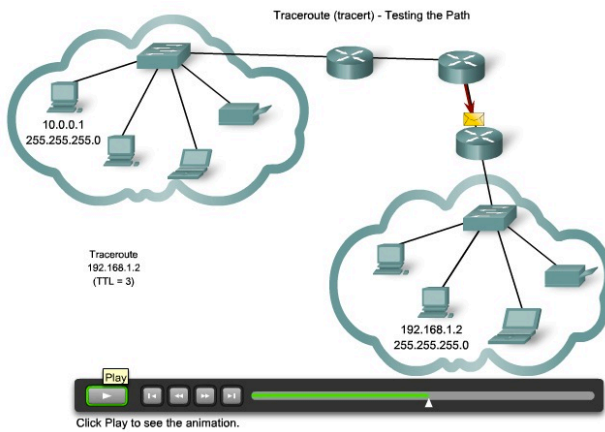 Traceroute (tracert) - Testing the Path
10.0.0.1
255.255.255.0
Traceroute
192.168.1.2
(TTL = 3)
192.168.1.2
255.255.255.0
Play
Click Play to see the animation.